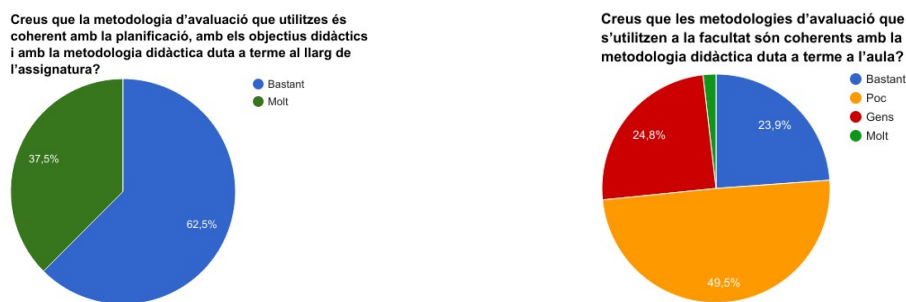 Creus que la metodologia d’avaluació que utilitzes és
coherent amb la planificació, amb els objectius didàctics
i amb la metodologia didàctica duta a terme al llarg de
l’assignatura?
Bastant
Molt
37,5%
62,5%
Creus que les metodologies d’avaluació que
s’utilitzen a la facultat són coherents amb la
metodologia didàctica duta a terme a l’aula?
Bastant
Poc
Gens
Molt
24,8%
23,9%
49,5%